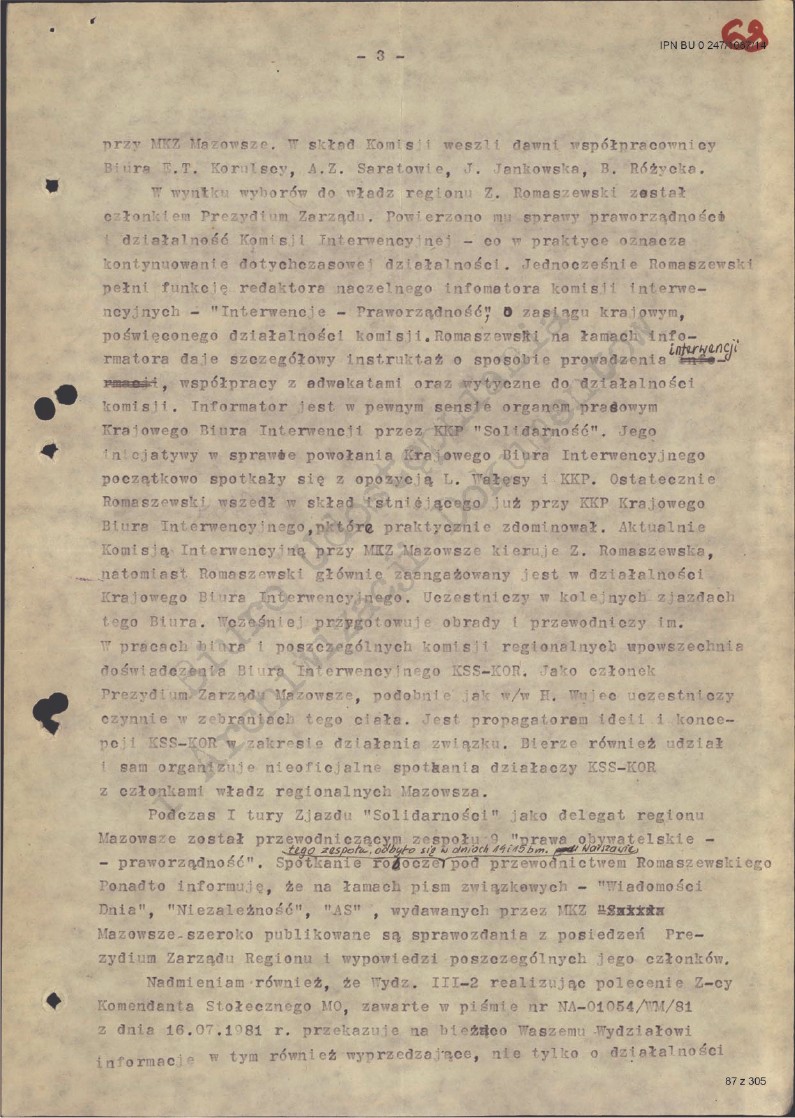 IPN BU 0 247/1057/14
68
- 3 -
przy MKZ Mazowsze. W skład Komisji weszli dawni współpracownicy
Biura E.T. Korulscy, A.Z. Saratowie, J. Jankowska, B. Różycka.
W wyniku wyborów do władz regionu Z. Romaszewski został
członkiem Prezydium Zarządu. Powierzono mu sprawy praworządności
i działalność Komisji Interwencyjnej - co w praktyce oznacza
kontynuowanie dotychczasowej działalności. Jednocześnie Romaszewski
pełni funkcję redaktora naczelnego infomatora komisji interwe-
ncyjnych - "Interwencje - Praworządność", o zasiągu krajowym,
poświęconego działalności komisji. Romaszewski na łamach info-
rmatora daje szczegółowy instruktaż o sposobie prowadzenia interwencji
, współpracy z adwokatami oraz wytyczne do działalności
komisji. Informator jest w pewnym sensie organem prasowym
Krajowego Biura Interwencji przez KKP "Solidarność". Jego
inicjatywy w sprawie powołania Krajowego Biura Interwencyjnego
początkowo spotkały się z opozycją L. Wałęsy i KKP. Ostatecznie
Romaszewski wszedł w skład istniejącego już przy KKP Krajowego
Biura Interwencyjnego, które praktycznie zdominował. Aktualnie
Komisją Interwencyjną przy MKZ Mazowsze kieruje Z. Romaszewska,
natomiast Romaszewski głównie zaangażowany jest w działalności
Krajowego Biura Interwencyjnego. Uczestniczy w kolejnych zjazdach
tego Biura. Wcześniej przygotowuje obrady i przewodniczy im.
W pracach biura i poszczególnych komisji regionalnych upowszechnia
doświadczenia Biura Interwencyjnego KSS-KOR. Jako członek
Prezydium Zarządu Mazowsze, podobnie jak w/w H. Wujec uczestniczy
czynnie w zebraniach tego ciała. Jest propagatorem ideii i konce-
pcji KSS-KOR w zakresie działania związku. Bierze również udział
i sam organizuje nieoficjalne spotkania działaczy KSS-KOR
z członkami władz regionalnych Mazowsza.
Podczas I tury Zjazdu "Solidarności" jako delegat regionu
Mazowsze został przewodniczącym zespołu 9 "prawa obywatelskie -
tego zespołu, odbyło się w dniach 14 i 15 bm. w Warszawie
- praworządność". Spotkanie robocze pod przewodnictwem Romaszewskiego
Ponadto informuję, że na łamach pism związkowych - "Wiadomości
Dnia", "Niezależność", "AS" , wydawanych przez MKZ
Mazowsze szeroko publikowane są sprawozdania z posiedzeń Pre-
zydium Zarządu Regionu i wypowiedzi poszczególnych jego członków.
Nadmieniam również, że Wydz. III-2 realizując polecenie Z-cy
Komendanta Stołecznego MO, zawarte w piśmie nr NA-01054/WM/81
z dnia 16.07.1981 r. przekazuje na bieżąco Waszemu Wydziałowi
informacje w tym również wyprzedzające, nie tylko o działalności
87 z 305